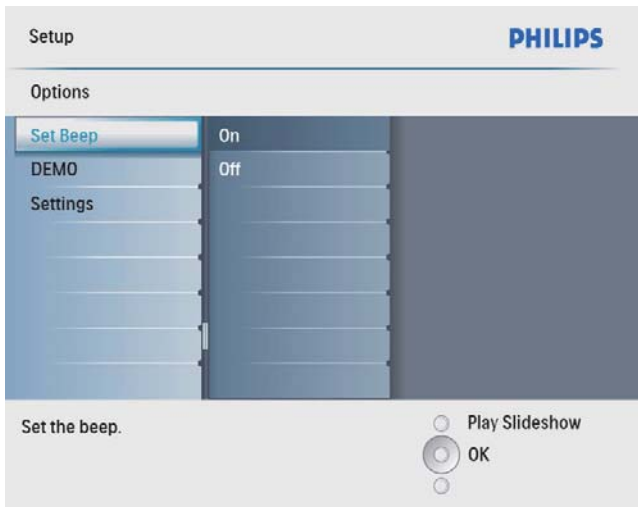 Setup
PHILIPS
Options
Set Beep
On
DEMO
Off
Settings
Set the beep.
Play Slideshow
OK